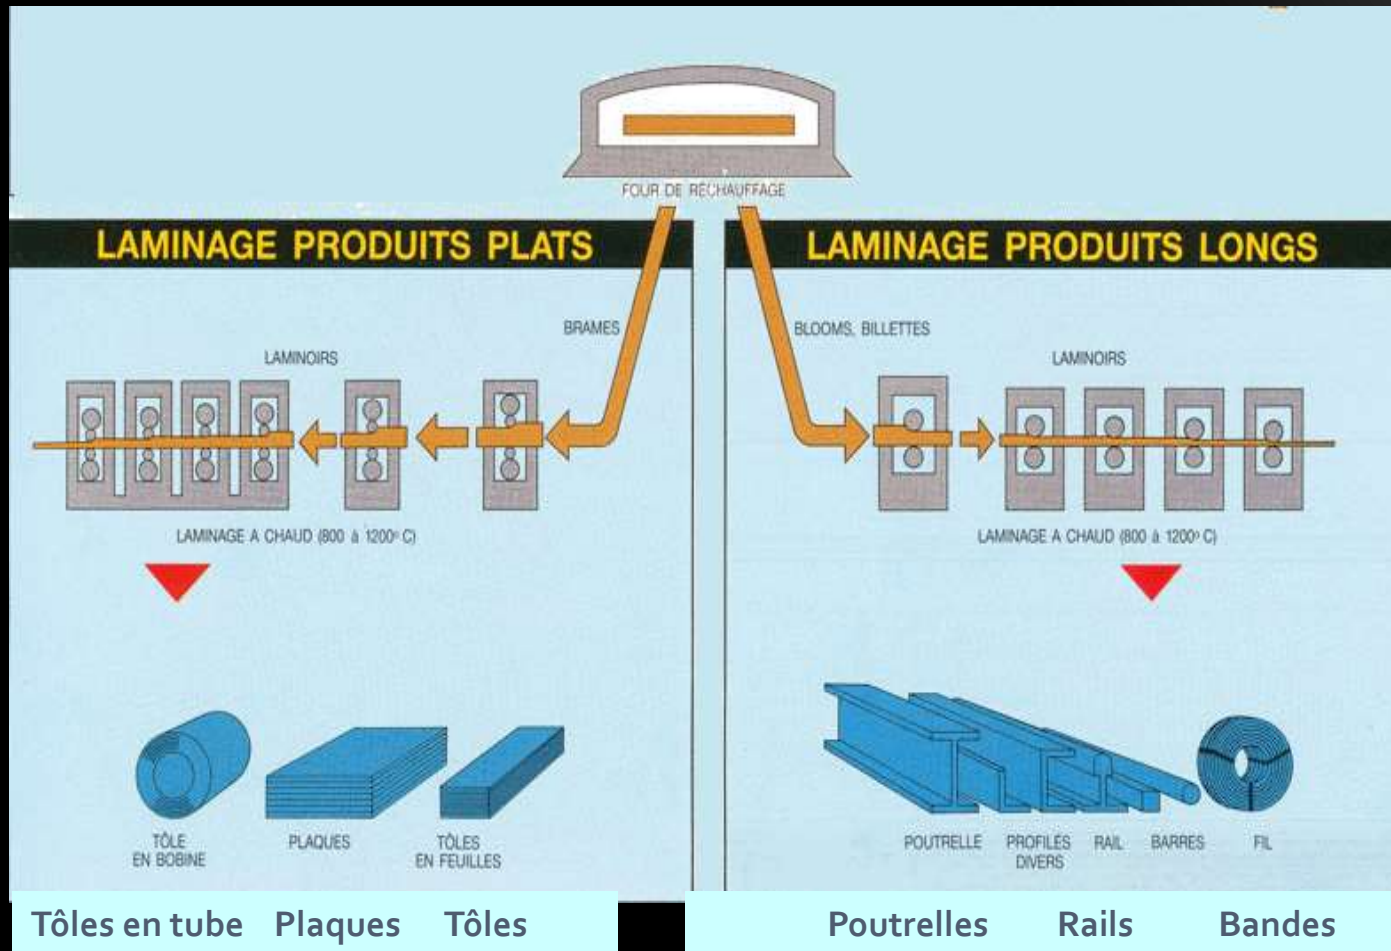 FOUR DE RÉCHAUFFAGE
LAMINAGE PRODUITS PLATS
BRAMES
LAMINOIRS
LAMINAGE A CHAUD (800 à 1200° C)
TÔLE
EN BOBINE
PLAQUES
TÔLES
EN FEUILLES
Tôles en tube Plaques Tôles
LAMINAGE PRODUITS LONGS
BLOOMS, BILLETTES
LAMINOIRS
LAMINAGE A CHAUD (800 à 1200° C)
POUTRELLE
PROFILÉS
DIVERS
RAIL
BARRES
FIL
Poutrelles Rails Bandes